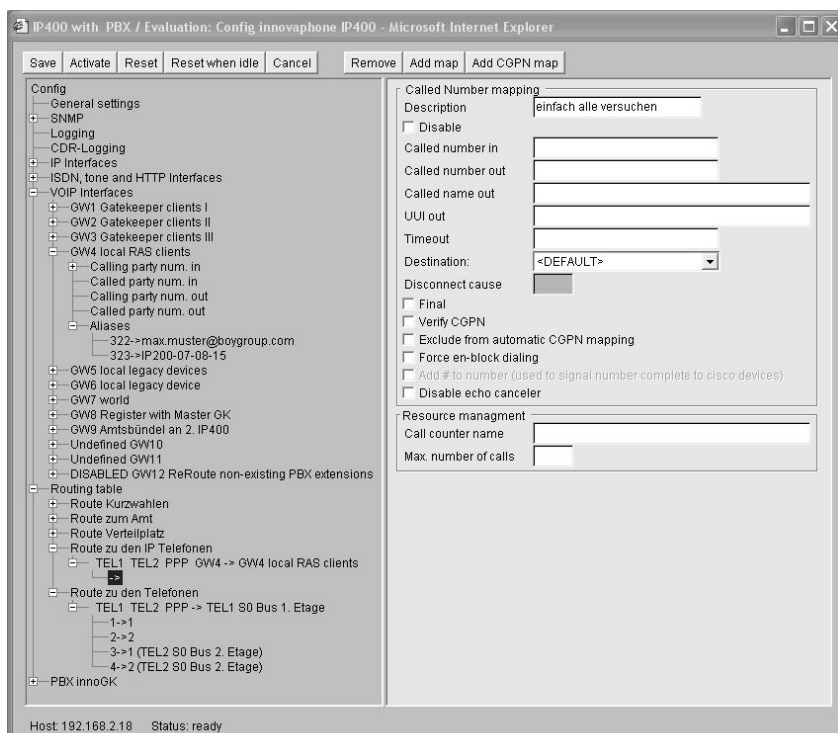 IP400 with PBX / Evaluation: Config innovaphone IP400 - Microsoft Internet Explorer
Save Activate Reset Reset when idle Cancel Remove Add map Add CGPN map
Config
General settings
SNMP
Logging
CDR-Logging
IP Interfaces
ISDN, tone and HTTP Interfaces
VOIP Interfaces
GW1 Gatekeeper clients I
GW2 Gatekeeper clients II
GW3 Gatekeeper clients III
GW4 local RAS clients
Calling party num. in
Called party num. in
Calling party num. out
Called party num. out
Aliases
322->max.muster@boygroup.com
323->IP200-07-08-15
GW5 local legacy devices
GW6 local legacy device
GW7 world
GW8 Register with Master GK
GW9 Amtsbündel an 2. IP400
Undefined GW10
Undefined GW11
DISABLED GW12 ReRoute non-existing PBX extensions
Routing table
Route Kurzwahlen
Route zum Amt
Route Verteilplatz
Route zu den IP Telefonen
TEL1 TEL2 PPP GW4 -> GW4 local RAS clients
->
Route zu den Telefonen
TEL1 TEL2 PPP -> TEL1 S0 Bus 1. Etage
1->1
2->2
3->1 (TEL2 S0 Bus 2. Etage)
4->2 (TEL2 S0 Bus 2. Etage)
PBX innoGK
Called Number mapping
Description einfach alle versuchen
Disable
Called number in
Called number out
Called name out
UUI out
Timeout
Destination: <DEFAULT>
Disconnect cause
Final
Verify CGPN
Exclude from automatic CGPN mapping
Force en-block dialing
Add # to number (used to signal number complete to cisco devices)
Disable echo canceler
Resource managment
Call counter name
Max. number of calls
Host: 192.168.2.18 Status: ready